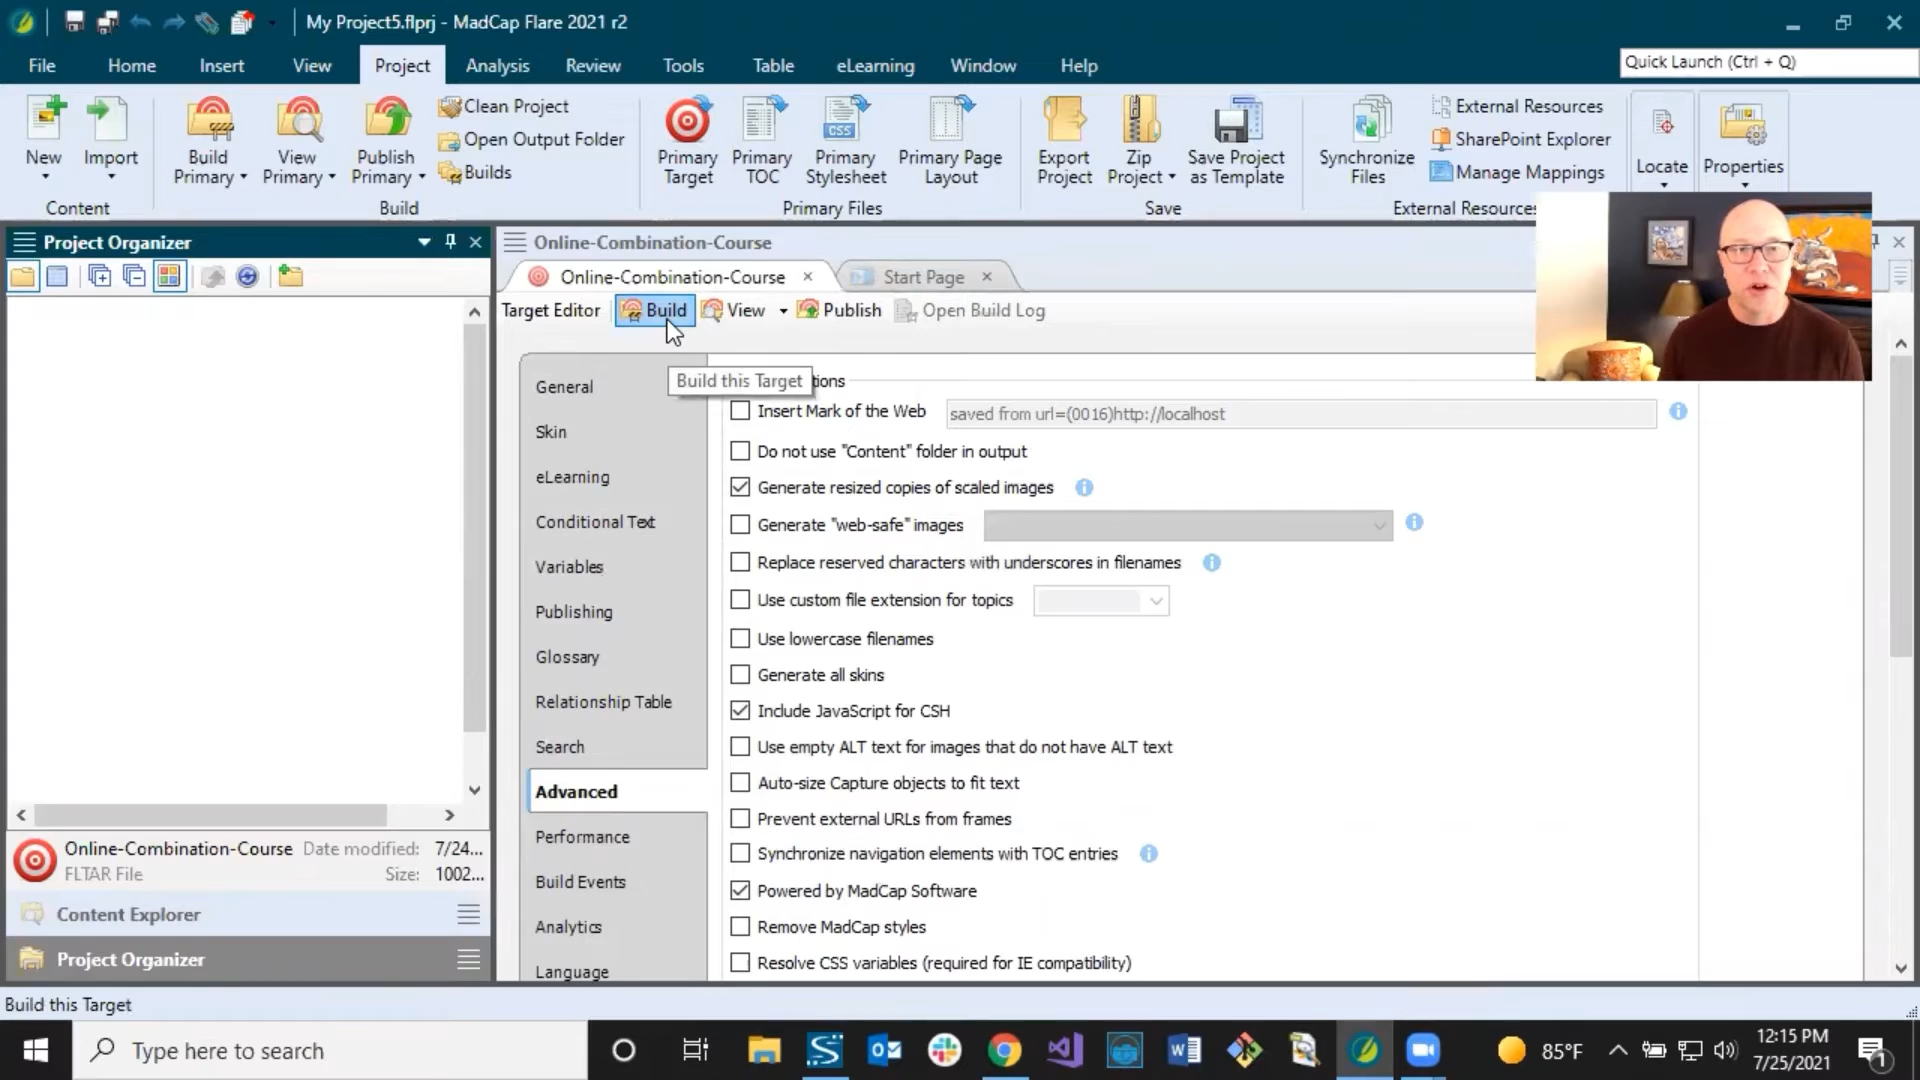 My Project5.flprj - MadCap Flare 2021 r2
File Home Insert View Project Analysis Review Tools Table eLearning Window Help
Quick Launch (Ctrl + Q)
New
Import
Content
Build Primary
View Primary
Publish Primary
Clean Project
Open Output Folder
Builds
Build
Primary Target
Primary TOC
CSS
Primary Stylesheet
Primary Page Layout
Primary Files
Export Project
Zip Project
Save Project as Template
Save
Synchronize Files
External Resources
SharePoint Explorer
Manage Mappings
External Resources
Locate
Properties
Project Organizer
Online-Combination-Course Date modified: 7/24...
FLTAR File Size: 1002...
Content Explorer
Project Organizer
Online-Combination-Course
Online-Combination-Course
Start Page
Target Editor Build View Publish Open Build Log
Build this Target
tions
General
Skin
eLearning
Conditional Text
Variables
Publishing
Glossary
Relationship Table
Search
Advanced
Performance
Build Events
Analytics
Language
Insert Mark of the Web saved from url=(0016)http://localhost
Do not use "Content" folder in output
Generate resized copies of scaled images
Generate "web-safe" images
Replace reserved characters with underscores in filenames
Use custom file extension for topics
Use lowercase filenames
Generate all skins
Include JavaScript for CSH
Use empty ALT text for images that do not have ALT text
Auto-size Capture objects to fit text
Prevent external URLs from frames
Synchronize navigation elements with TOC entries
Powered by MadCap Software
Remove MadCap styles
Resolve CSS variables (required for IE compatibility)
Build this Target
Type here to search
85°F
12:15 PM
7/25/2021
1